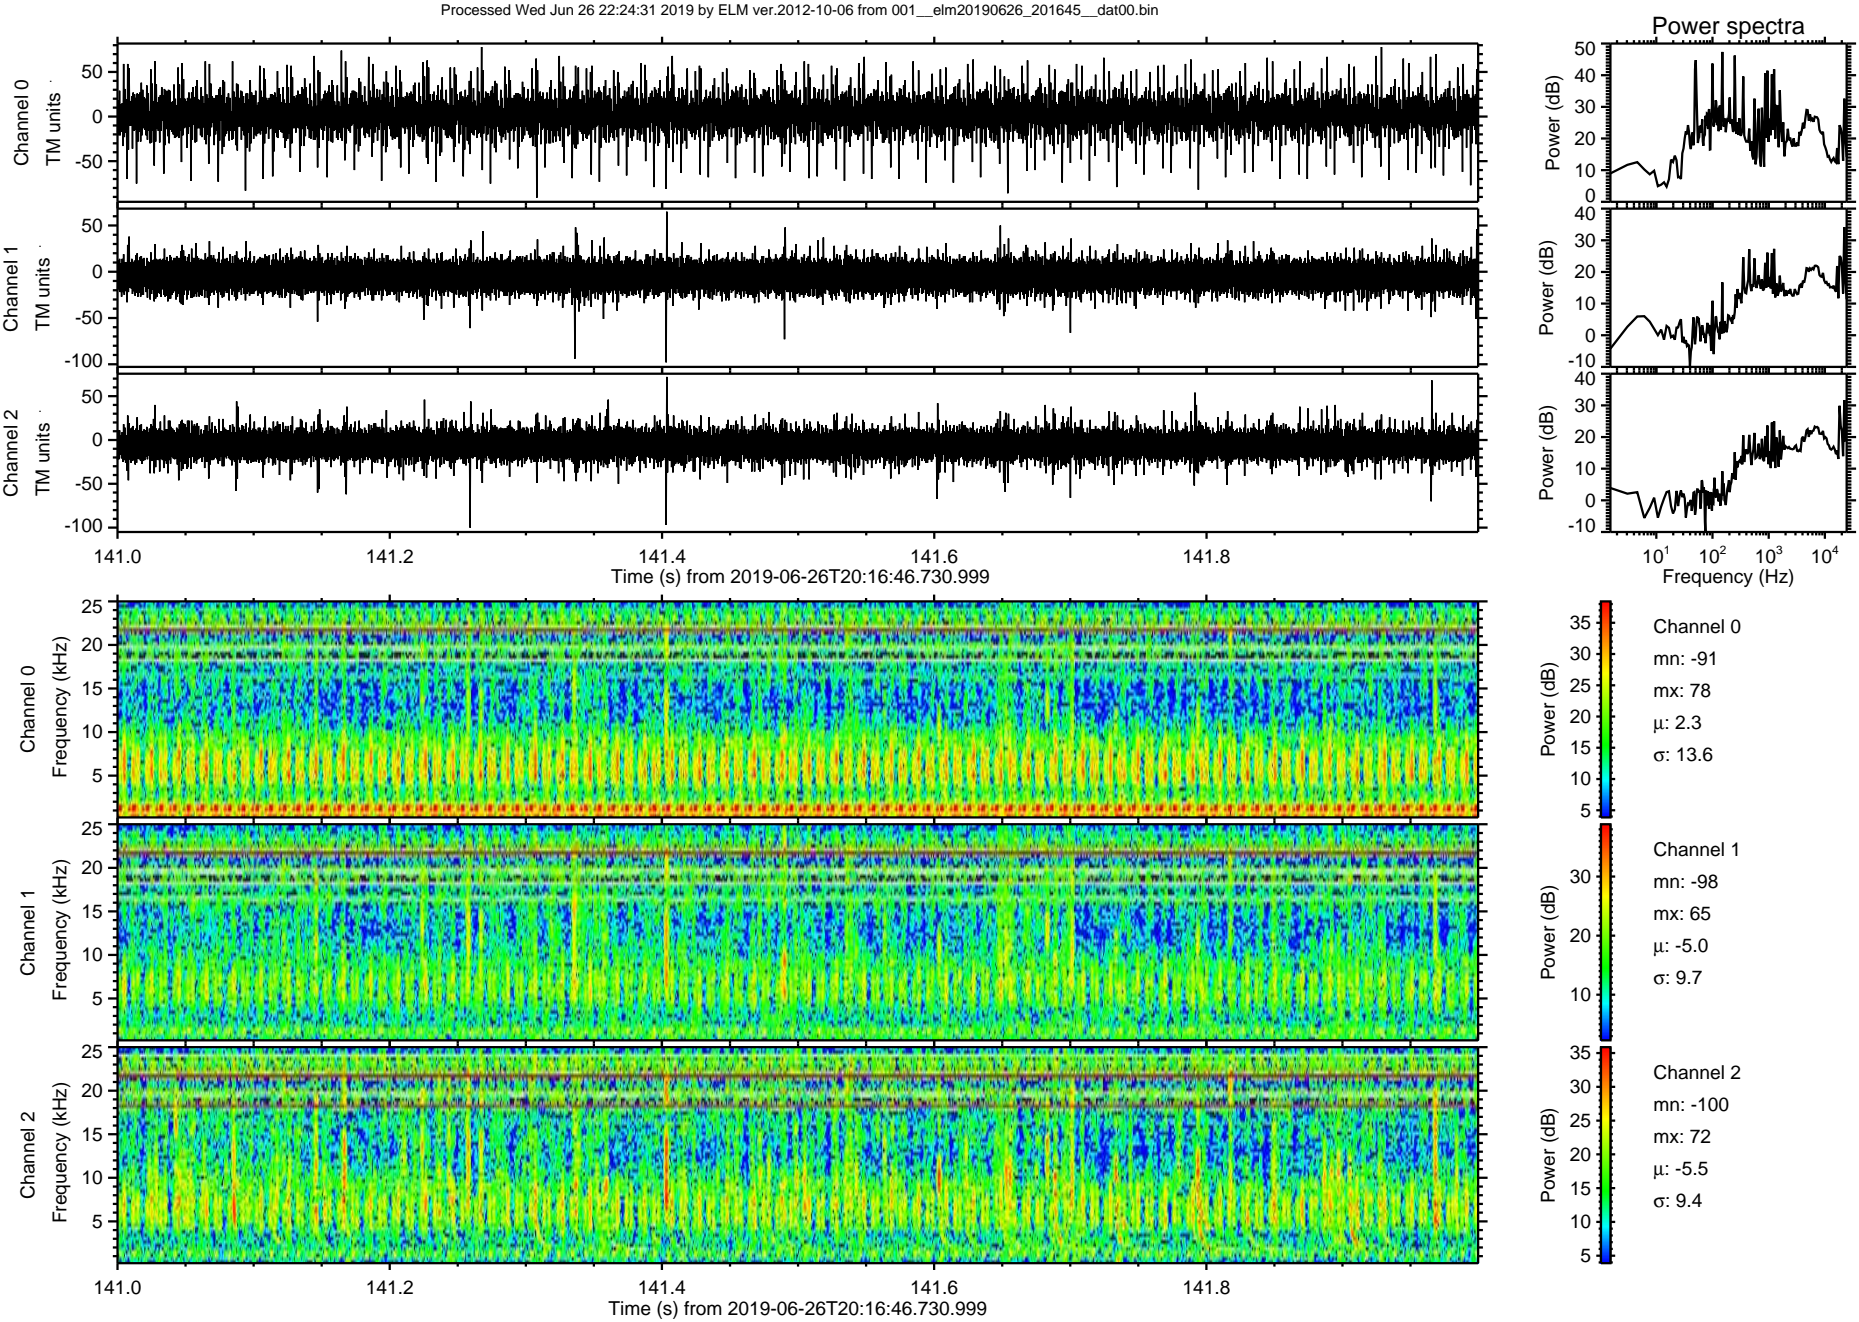 Processed Wed Jun 26 22:24:31 2019 by ELM ver.2012-10-06 from 001__elm20190626_201645__dat00.bin
Power spectra
Channel 0
TM units
50
0
-50
Power (dB)
50
40
30
20
10
0
Channel 1
TM units
50
0
-50
-100
Power (dB)
40
30
20
10
0
-10
Channel 2
TM units
50
0
-50
-100
Power (dB)
40
30
20
10
0
-10
141.0 141.2 141.4 141.6 141.8
Time (s) from 2019-06-26T20:16:46.730.999
10¹ 10² 10³ 10⁴
Frequency (Hz)
Channel 0
Frequency (kHz)
25
20
15
10
5
Power (dB)
35
30
25
20
15
10
5
Channel 0
mn: -91
mx: 78
μ: 2.3
σ: 13.6
Channel 1
Frequency (kHz)
25
20
15
10
5
Power (dB)
30
20
10
Channel 1
mn: -98
mx: 65
μ: -5.0
σ: 9.7
Channel 2
Frequency (kHz)
25
20
15
10
5
Power (dB)
35
30
25
20
15
10
5
Channel 2
mn: -100
mx: 72
μ: -5.5
σ: 9.4
141.0 141.2 141.4 141.6 141.8
Time (s) from 2019-06-26T20:16:46.730.999